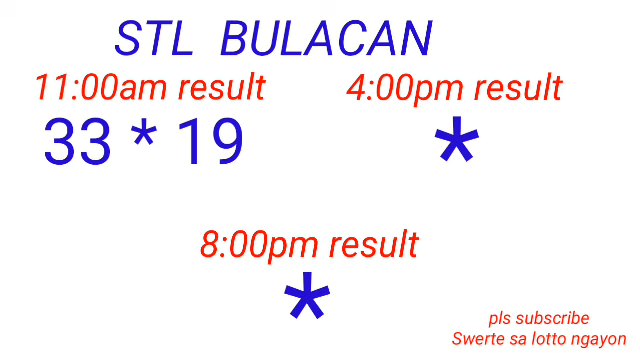 STL BULACAN
11:00am result
4:00pm result
33 * 19
*
8:00pm result
*
pls subscribe
Swerte sa lotto ngayon